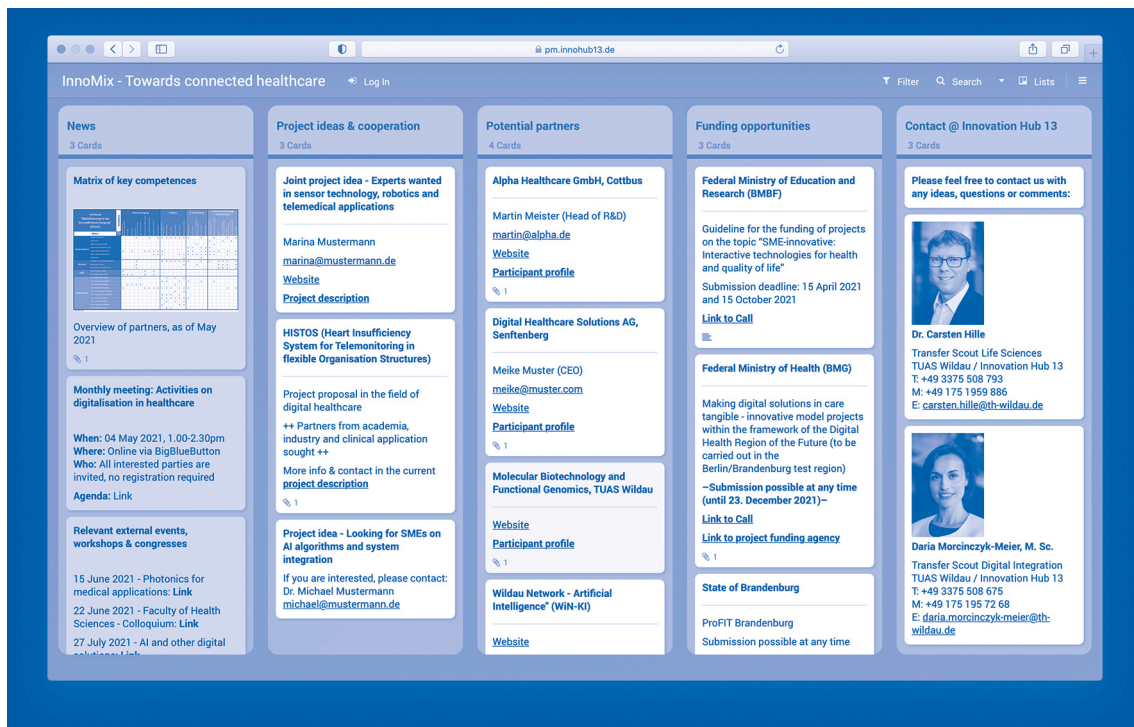 pm.innohub13.de
InnoMix - Towards connected healthcare
Log In
Filter
Search
Lists
News
3 Cards
Matrix of key competences
Overview of partners, as of May
2021
1
Monthly meeting: Activities on
digitalisation in healthcare
When: 04 May 2021, 1.00-2.30pm
Where: Online via BigBlueButton
Who: All interested parties are
invited, no registration required
Agenda: Link
Relevant external events,
workshops & congresses
15 June 2021 - Photonics for
medical applications: Link
22 June 2021 - Faculty of Health
Sciences - Colloquium: Link
27 July 2021 - AI and other digital
solutions: Link
Project ideas & cooperation
3 Cards
Joint project idea - Experts wanted
in sensor technology, robotics and
telemedical applications
Marina Mustermann
marina@mustermann.de
Website
Project description
HISTOS (Heart Insufficiency
System for Telemonitoring in
flexible Organisation Structures)
Project proposal in the field of
digital healthcare
++ Partners from academia,
industry and clinical application
sought ++
More info & contact in the current
project description
1
Project idea - Looking for SMEs on
AI algorithms and system
integration
If you are interested, please contact:
Dr. Michael Mustermann
michael@mustermann.de
Potential partners
4 Cards
Alpha Healthcare GmbH, Cottbus
Martin Meister (Head of R&D)
martin@alpha.de
Website
Participant profile
1
Digital Healthcare Solutions AG,
Senftenberg
Meike Muster (CEO)
meike@muster.com
Website
Participant profile
1
Molecular Biotechnology and
Functional Genomics, TUAS Wildau
Website
Participant profile
1
Wildau Network - Artificial
Intelligence" (WiN-KI)
Website
Funding opportunities
3 Cards
Federal Ministry of Education and
Research (BMBF)
Guideline for the funding of projects
on the topic “SME-innovative:
Interactive technologies for health
and quality of life”
Submission deadline: 15 April 2021
and 15 October 2021
Link to Call
Federal Ministry of Health (BMG)
Making digital solutions in care
tangible - innovative model projects
within the framework of the Digital
Health Region of the Future (to be
carried out in the
Berlin/Brandenburg test region)
–Submission possible at any time
(until 23. December 2021)–
Link to Call
Link to project funding agency
1
State of Brandenburg
ProFIT Brandenburg
Submission possible at any time
Contact @ Innovation Hub 13
3 Cards
Please feel free to contact us with
any ideas, questions or comments:
Dr. Carsten Hille
Transfer Scout Life Sciences
TUAS Wildau / Innovation Hub 13
T: +49 3375 508 793
M: +49 175 1959 886
E: carsten.hille@th-wildau.de
Daria Morcinczyk-Meier, M. Sc.
Transfer Scout Digital Integration
TUAS Wildau / Innovation Hub 13
T: +49 3375 508 675
M: +49 175 195 72 68
E: daria.morcinczyk-meier@th-
wildau.de